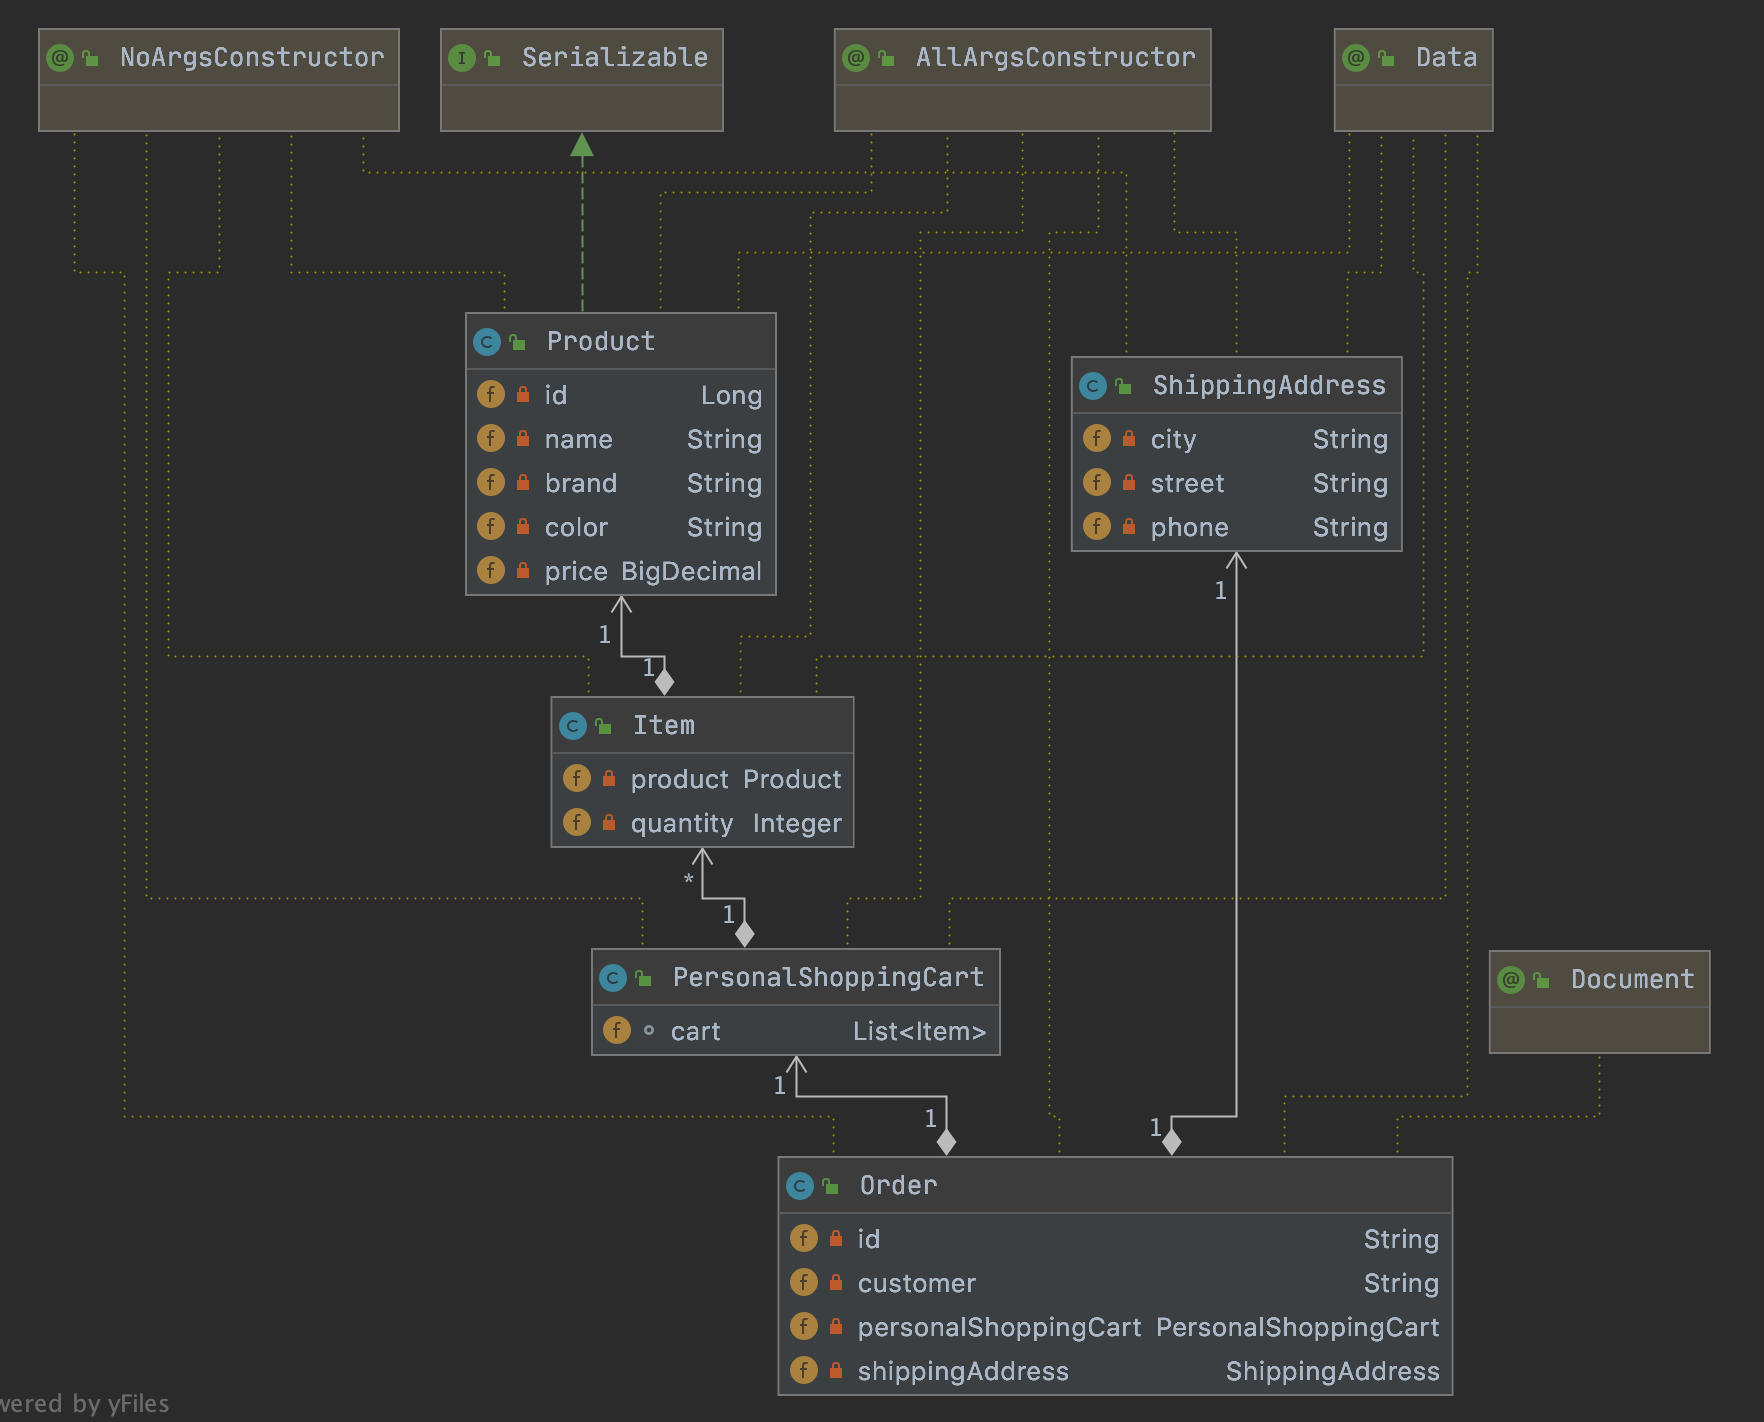 NoArgsConstructor
Serializable
AllArgsConstructor
Data
Product
id Long
name String
brand String
color String
price BigDecimal
ShippingAddress
city String
street String
phone String
1
1
1
Item
product Product
quantity Integer
*
1
PersonalShoppingCart
cart List<Item>
Document
1
1
1
Order
id String
customer String
personalShoppingCart PersonalShoppingCart
shippingAddress ShippingAddress
wered by yFiles